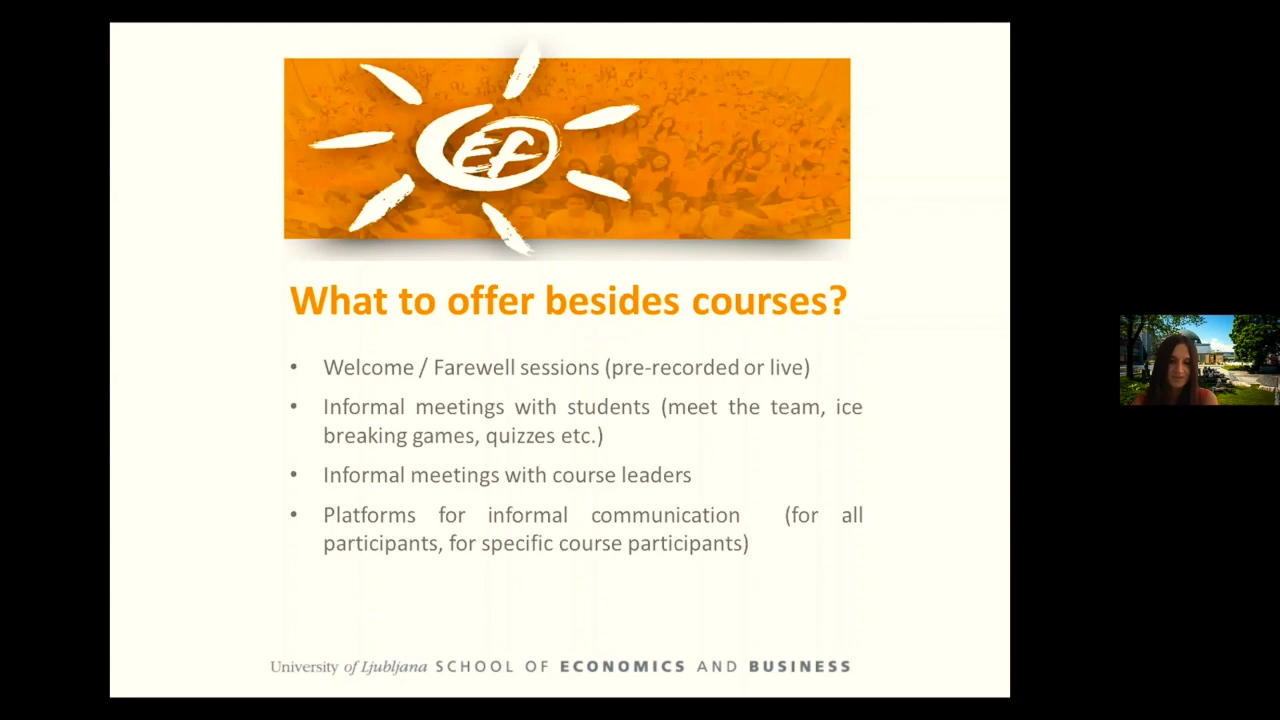 EF
What to offer besides courses?
• Welcome / Farewell sessions (pre-recorded or live)
• Informal meetings with students (meet the team, ice
breaking games, quizzes etc.)
• Informal meetings with course leaders
• Platforms for informal communication (for all
participants, for specific course participants)
University of Ljubljana SCHOOL OF ECONOMICS AND BUSINESS